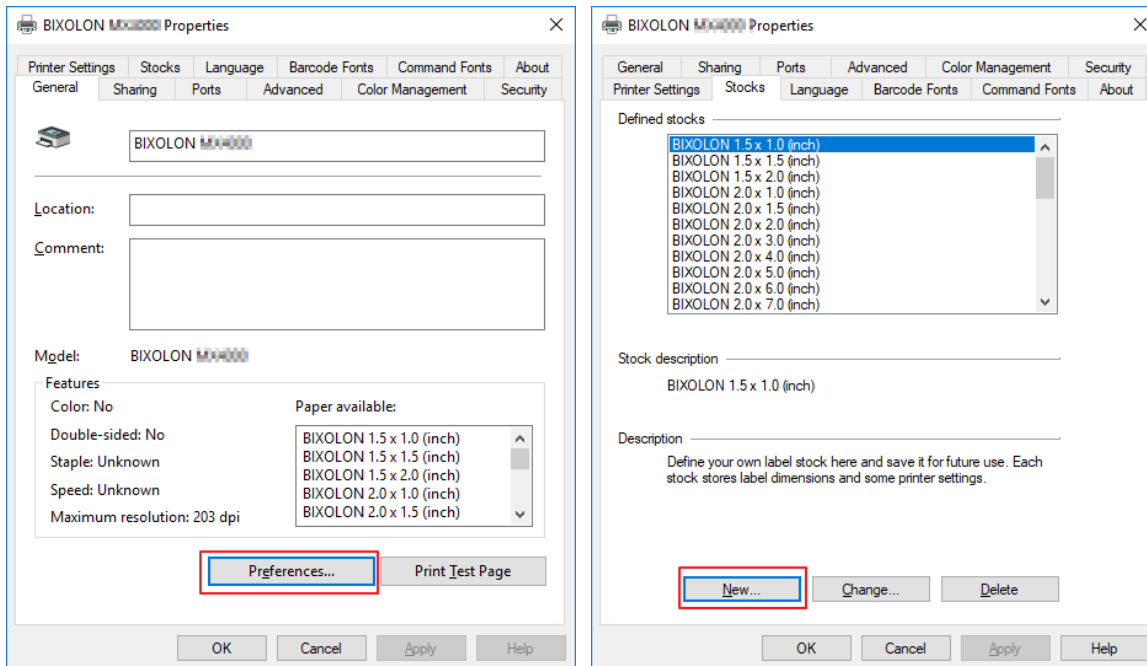 BIXOLON Properties
Printer Settings Stocks Language Barcode Fonts Command Fonts About
General Sharing Ports Advanced Color Management Security
BIXOLON
Location:
Comment:
Model: BIXOLON
Features
Color: No
Double-sided: No
Staple: Unknown
Speed: Unknown
Maximum resolution: 203 dpi
Paper available:
BIXOLON 1.5 x 1.0 (inch)
BIXOLON 1.5 x 1.5 (inch)
BIXOLON 1.5 x 2.0 (inch)
BIXOLON 2.0 x 1.0 (inch)
BIXOLON 2.0 x 1.5 (inch)
Preferences... Print Test Page
OK Cancel Apply Help
BIXOLON Properties
General Sharing Ports Advanced Color Management Security
Printer Settings Stocks Language Barcode Fonts Command Fonts About
Defined stocks
BIXOLON 1.5 x 1.0 (inch)
BIXOLON 1.5 x 1.5 (inch)
BIXOLON 1.5 x 2.0 (inch)
BIXOLON 2.0 x 1.0 (inch)
BIXOLON 2.0 x 1.5 (inch)
BIXOLON 2.0 x 2.0 (inch)
BIXOLON 2.0 x 3.0 (inch)
BIXOLON 2.0 x 4.0 (inch)
BIXOLON 2.0 x 5.0 (inch)
BIXOLON 2.0 x 6.0 (inch)
BIXOLON 2.0 x 7.0 (inch)
Stock description
BIXOLON 1.5 x 1.0 (inch)
Description
Define your own label stock here and save it for future use. Each
stock stores label dimensions and some printer settings.
New... Change... Delete
OK Cancel Apply Help